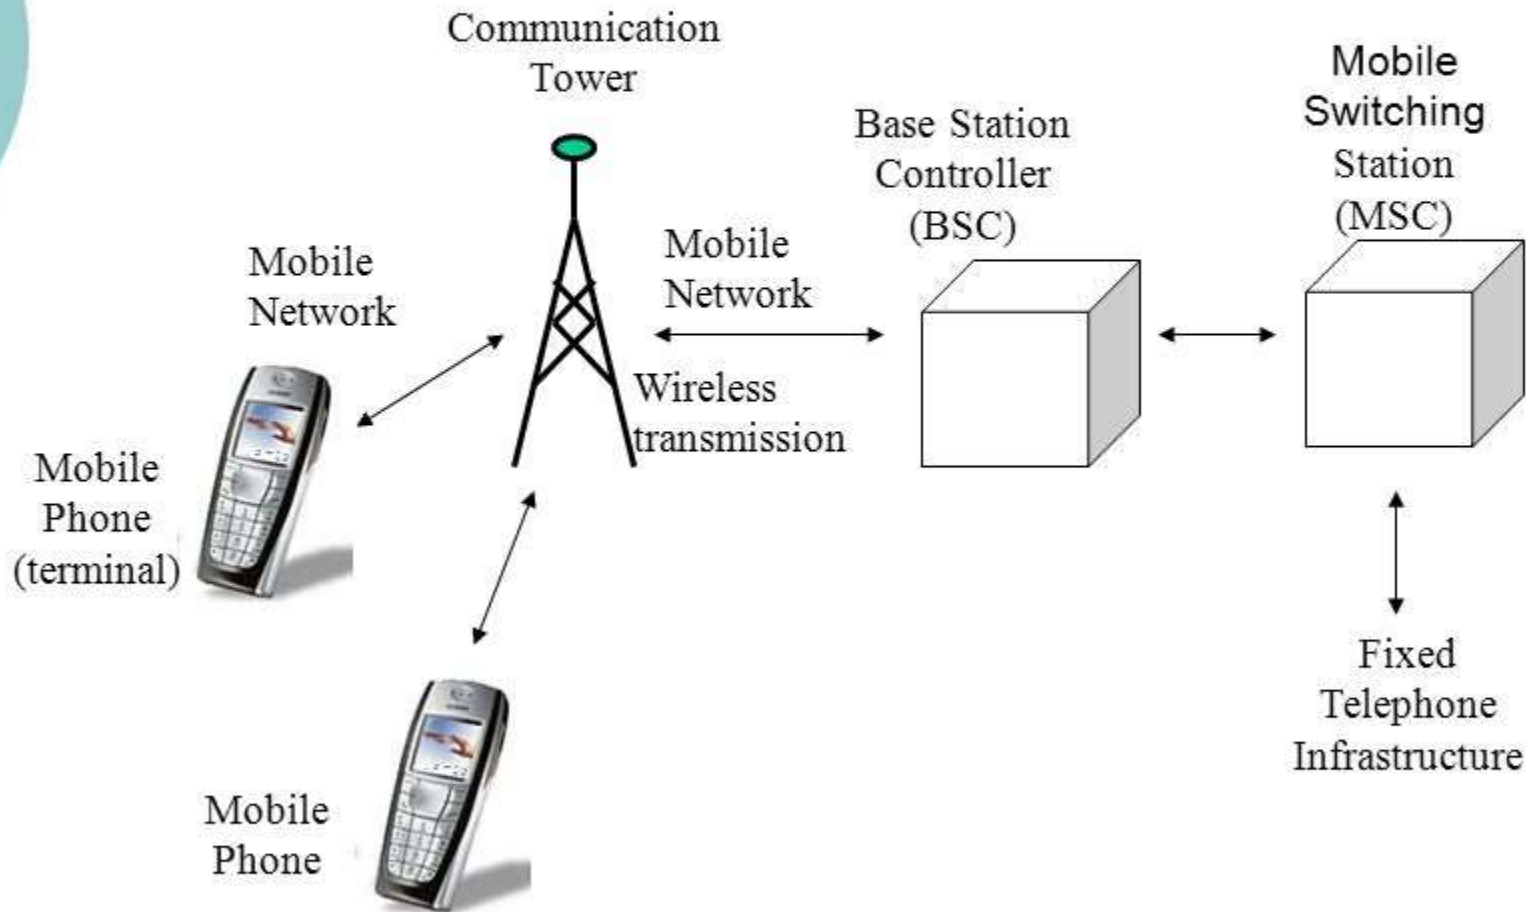 Communication
Tower
Mobile
Switching
Station
(MSC)
Base Station
Controller
(BSC)
Mobile
Network
Mobile
Network
Wireless
transmission
Mobile
Phone
(terminal)
Fixed
Telephone
Infrastructure
Mobile
Phone